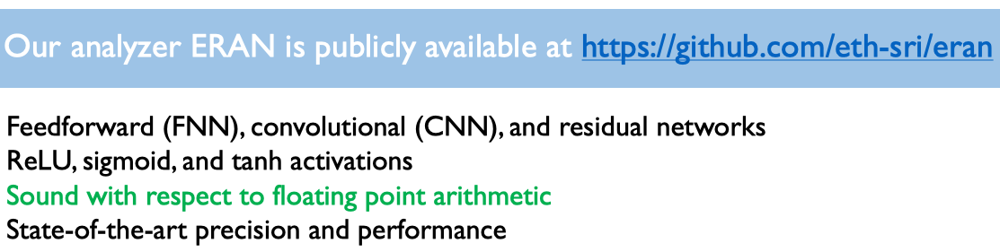 Our analyzer ERAN is publicly available at https://github.com/eth-sri/eran
Feedforward (FNN), convolutional (CNN), and residual networks
ReLU, sigmoid, and tanh activations
Sound with respect to floating point arithmetic
State-of-the-art precision and performance